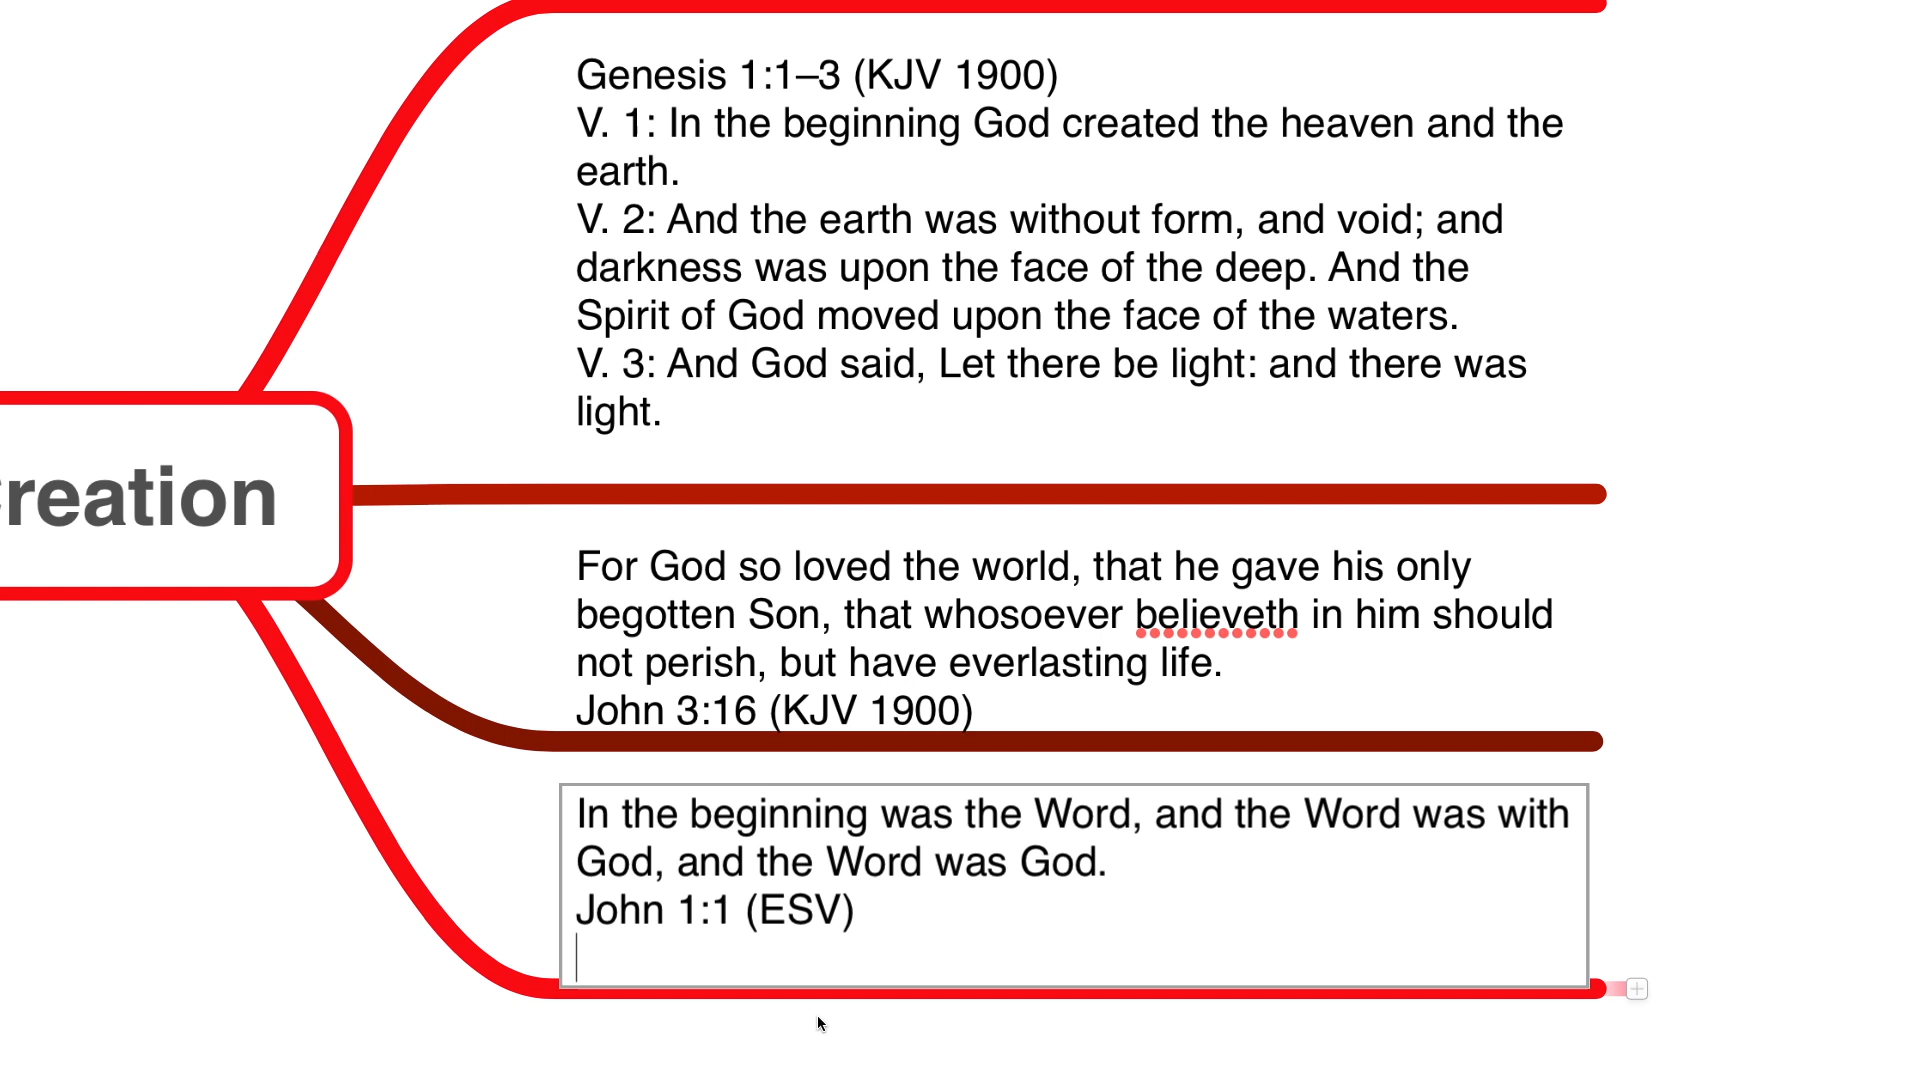 Genesis 1:1–3 (KJV 1900)
V. 1: In the beginning God created the heaven and the
earth.
V. 2: And the earth was without form, and void; and
darkness was upon the face of the deep. And the
Spirit of God moved upon the face of the waters.
V. 3: And God said, Let there be light: and there was
light.
reation
For God so loved the world, that he gave his only
begotten Son, that whosoever believeth in him should
not perish, but have everlasting life.
John 3:16 (KJV 1900)
In the beginning was the Word, and the Word was with
God, and the Word was God.
John 1:1 (ESV)